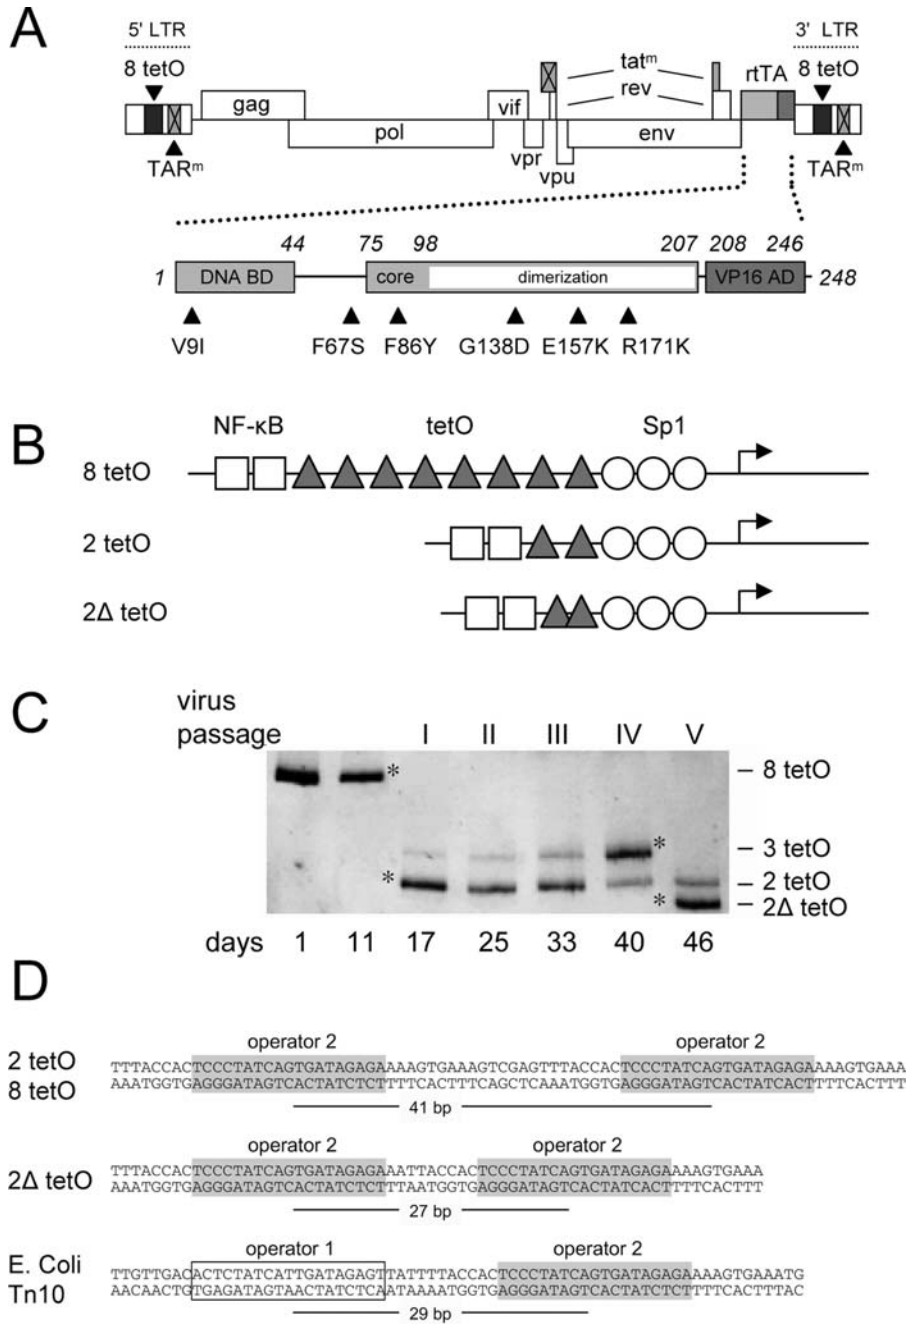 A
5' LTR
3' LTR
8 tetO
tatᵐ
rtTA
8 tetO
gag
vif
rev
pol
env
vpr
vpu
TARᵐ
TARᵐ
44 75 98 207 208 246
1 DNA BD core dimerization VP16 AD 248
V9I F67S F86Y G138D E157K R171K
B
NF-κB tetO Sp1
8 tetO
2 tetO
2Δ tetO
C
virus
passage I II III IV V
* – 8 tetO
* – 3 tetO
* – 2 tetO
* – 2Δ tetO
days 1 11 17 25 33 40 46
D
operator 2 operator 2
2 tetO TTTACCACTCCCTATCAGTGATAGAGAAAAGTGAAAGTCGAGTTTACCACTCCCTATCAGTGATAGAGAAAAGTGAAA
8 tetO AAATGGTGAGGGATAGTCACTATCTCTTTTCACTTTCAGCTCAAATGGTGAGGGATAGTCACTATCACTTTTCACTTT
41 bp
operator 2 operator 2
2Δ tetO
TTTACCACTCCCTATCAGTGATAGAGAAATTACCACTCCCTATCAGTGATAGAGAAAAGTGAAA
AAATGGTGAGGGATAGTCACTATCTCTTTAATGGTGAGGGATAGTCACTATCACTTTTCACTTT
27 bp
operator 1 operator 2
E. Coli TTGTTGACACTCTATCATTGATAGAGTTATTTTACCACTCCCTATCAGTGATAGAGAAAAGTGAAATG
Tn10 AACAACTGTGAGATAGTAACTATCTCAATAAAATGGTGAGGGATAGTCACTATCTCTTTTCACTTTAC
29 bp